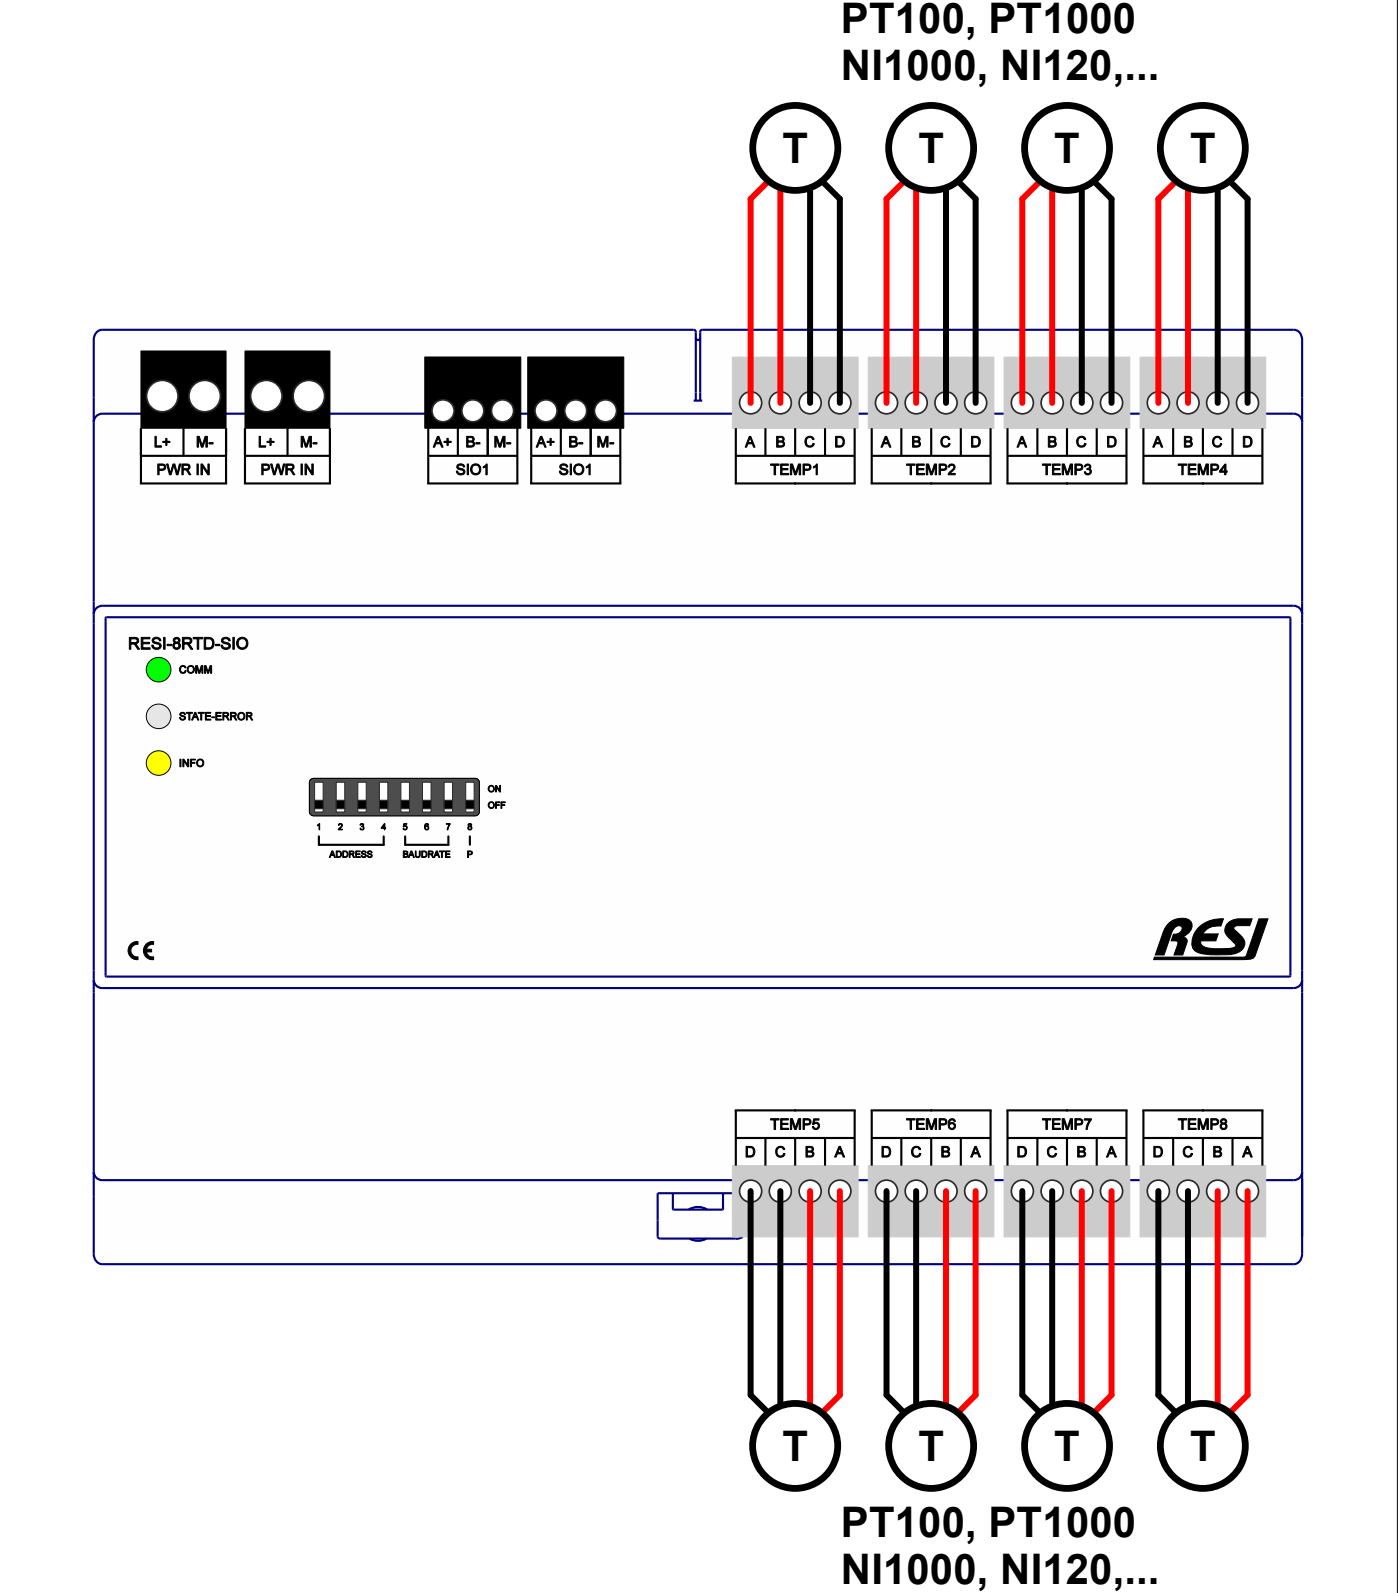 PT100, PT1000
NI1000, NI120,...
T T T T
L+ M- L+ M- A+ B- M- A+ B- M- A B C D A B C D A B C D A B C D
PWR IN PWR IN SIO1 SIO1 TEMP1 TEMP2 TEMP3 TEMP4
RESI-8RTD-SIO
COMM
STATE-ERROR
INFO
ON
OFF
1 2 3 4 5 6 7 8
ADDRESS BAUDRATE P
CE RESI
TEMP5 TEMP6 TEMP7 TEMP8
D C B A D C B A D C B A D C B A
T T T T
PT100, PT1000
NI1000, NI120,...